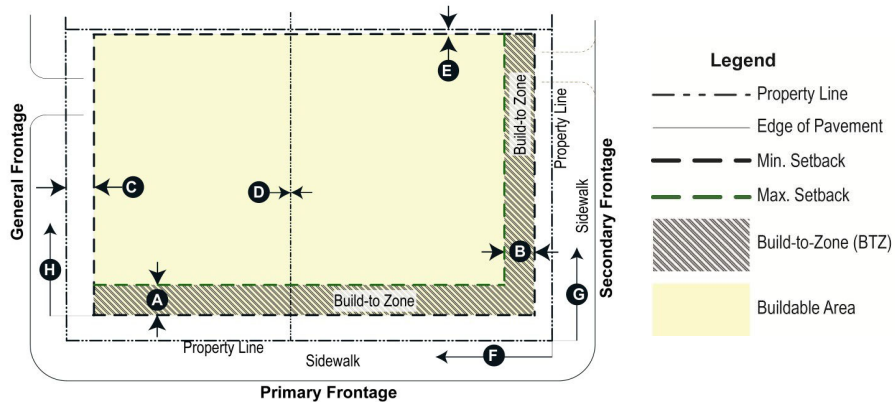 E
Build-to Zone
Property Line
Legend
Property Line
Edge of Pavement
Min. Setback
Max. Setback
Build-to-Zone (BTZ)
Buildable Area
General Frontage
C
D
Sidewalk
Secondary Frontage
H
B
A
Build-to Zone
G
Property Line
Sidewalk
F
Primary Frontage